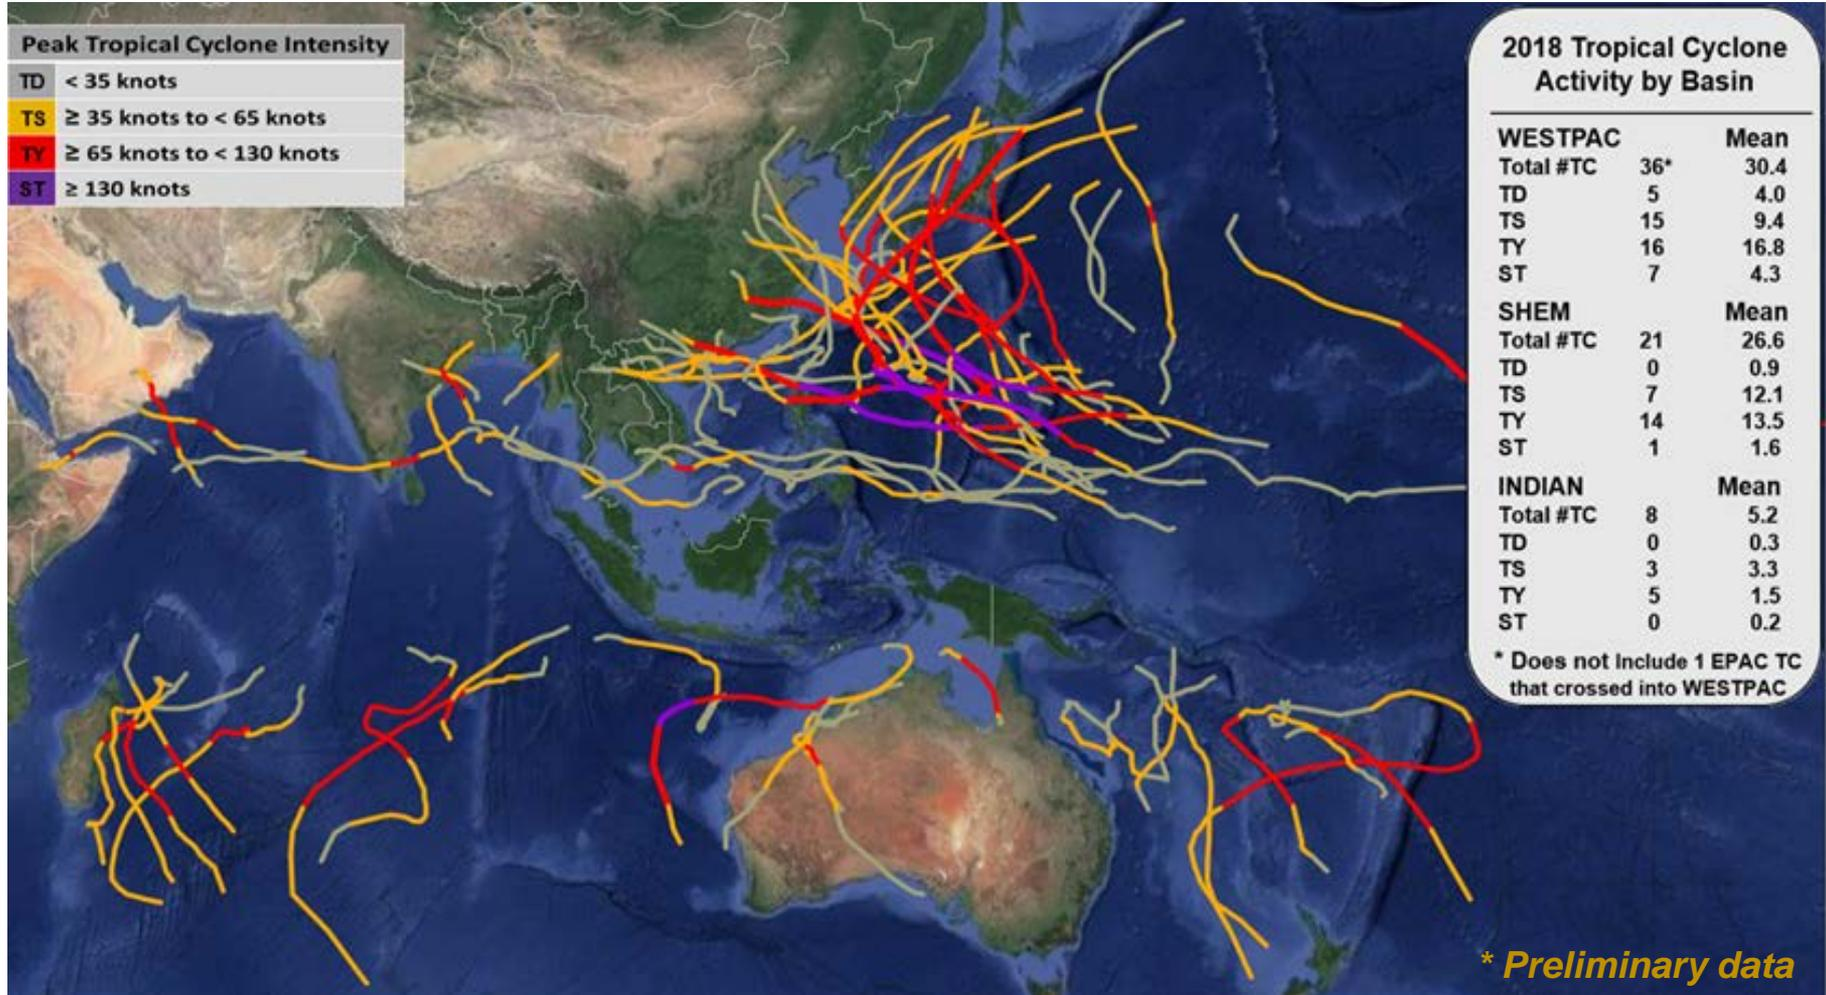 Peak Tropical Cyclone Intensity
TD < 35 knots
TS ≥ 35 knots to < 65 knots
TY ≥ 65 knots to < 130 knots
ST ≥ 130 knots
2018 Tropical Cyclone
Activity by Basin
WESTPAC Mean
Total #TC 36* 30.4
TD 5 4.0
TS 15 9.4
TY 16 16.8
ST 7 4.3
SHEM Mean
Total #TC 21 26.6
TD 0 0.9
TS 7 12.1
TY 14 13.5
ST 1 1.6
INDIAN Mean
Total #TC 8 5.2
TD 0 0.3
TS 3 3.3
TY 5 1.5
ST 0 0.2
* Does not Include 1 EPAC TC
that crossed into WESTPAC
* Preliminary data